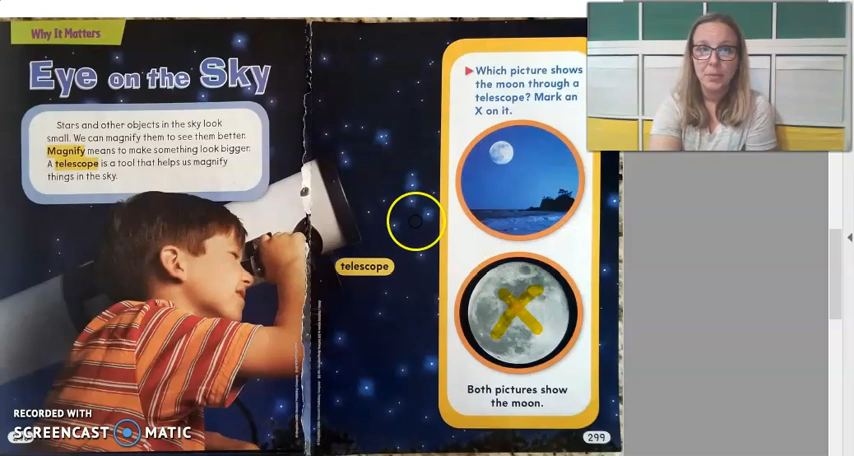 Why It Matters
Eye on the Sky
Stars and other objects in the sky look
small. We can magnify them to see them better.
Magnify means to make something look bigger.
A telescope is a tool that helps us magnify
things in the sky.
telescope
Which picture shows
the moon through a
telescope? Mark an
X on it.
X
Both pictures show
the moon.
299
RECORDED WITH
SCREENCAST MATIC